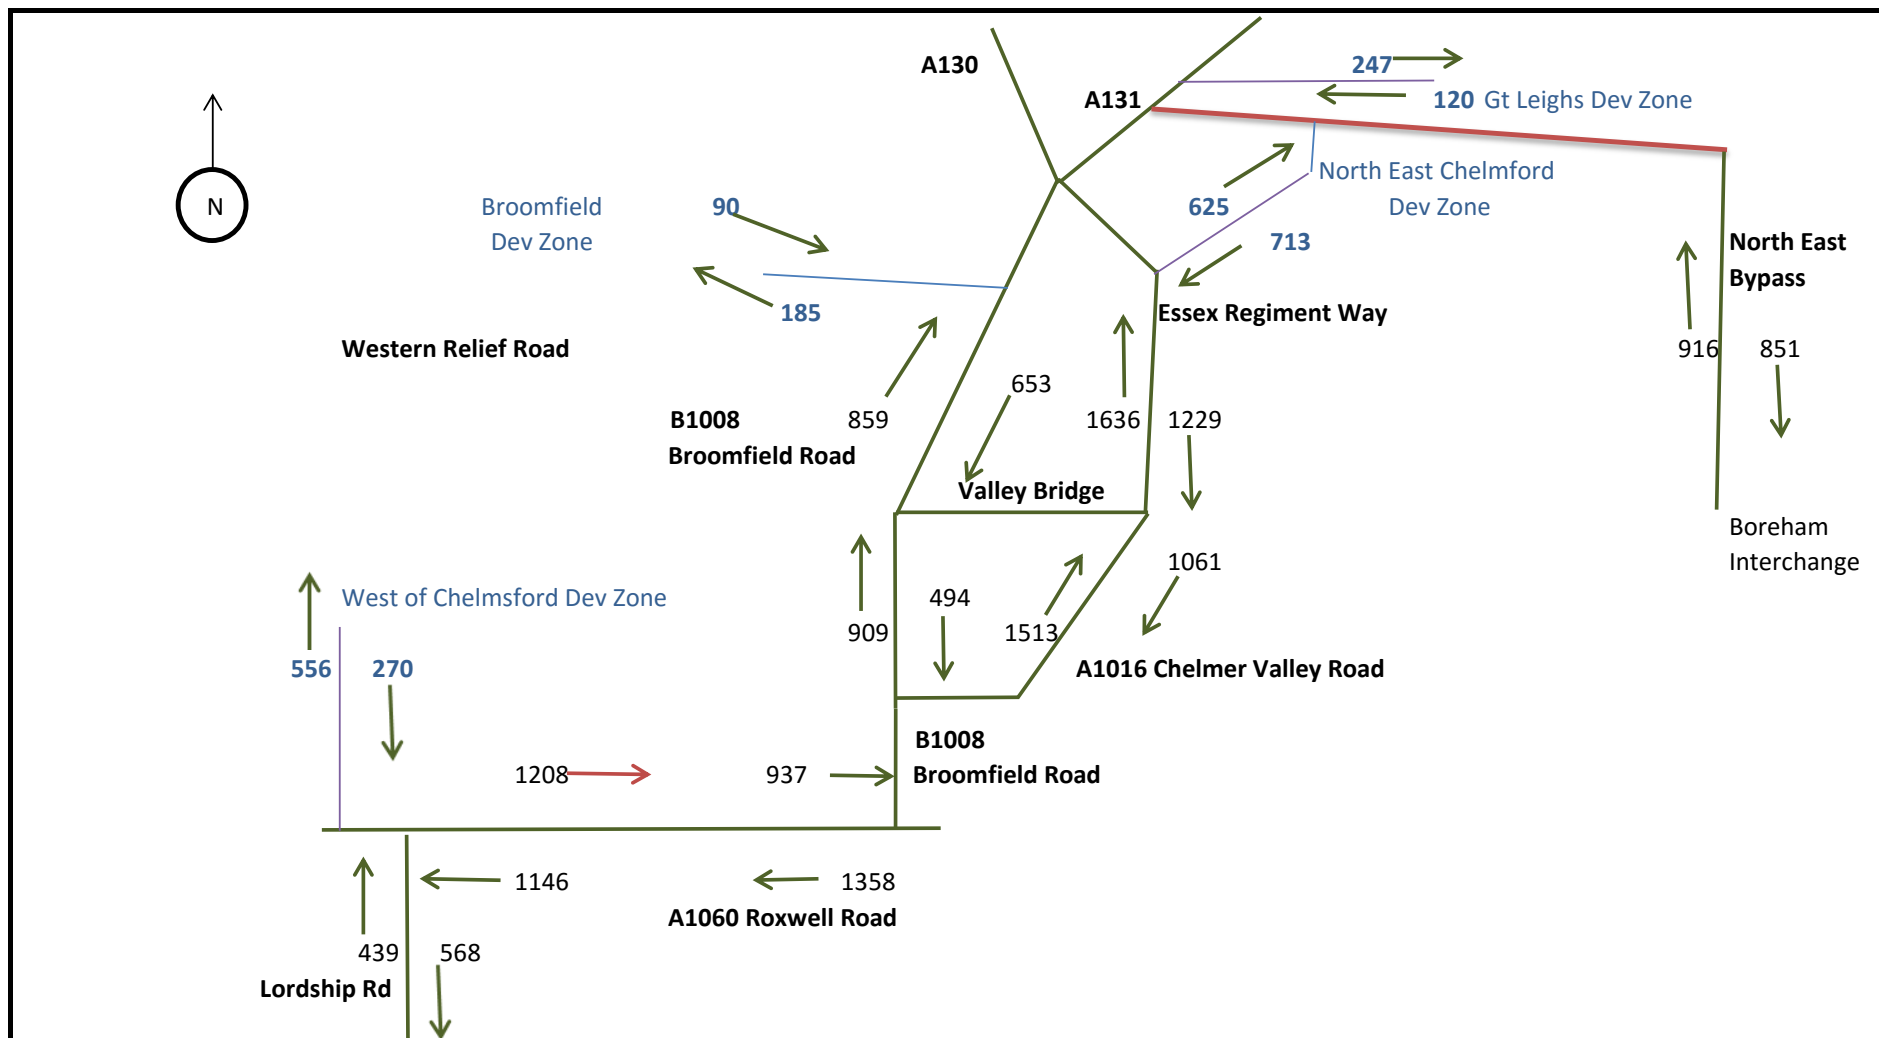 A130
247
A131
120 Gt Leighs Dev Zone
N
Broomfield
Dev Zone
90
625
North East Chelmford
Dev Zone
713
North East
Bypass
185
Essex Regiment Way
Western Relief Road
916
851
653
B1008
Broomfield Road
859
1636
1229
Valley Bridge
Boreham
Interchange
1061
West of Chelmsford Dev Zone
494
909
1513
556
270
A1016 Chelmer Valley Road
B1008
Broomfield Road
1208
937
1146
1358
A1060 Roxwell Road
439
568
Lordship Rd